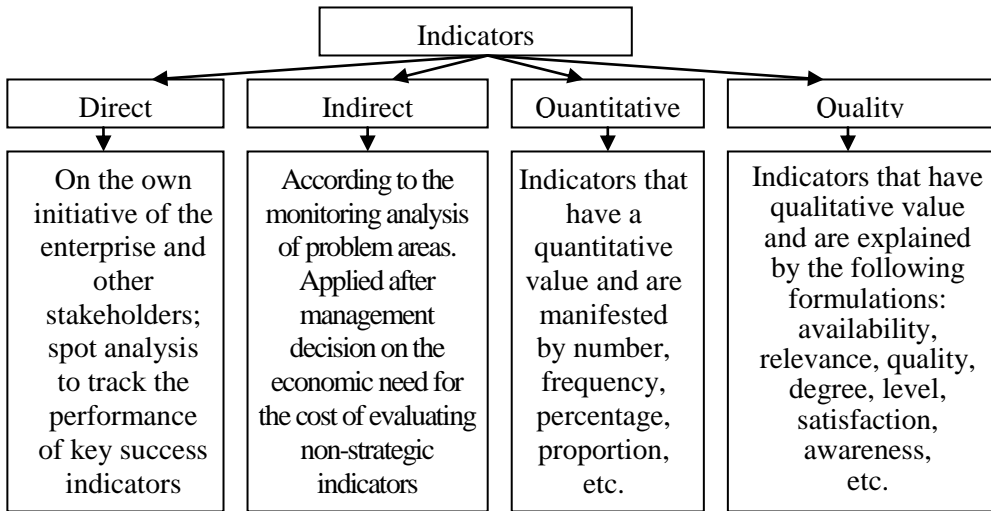 Indicators
Direct
Indirect
Quantitative
Quality
On the own
initiative of the
enterprise and
other
stakeholders;
spot analysis
to track the
performance
of key success
indicators
According to the
monitoring analysis
of problem areas.
Applied after
management
decision on the
economic need for
the cost of evaluating
non-strategic
indicators
Indicators that
have a
quantitative
value and are
manifested
by number,
frequency,
percentage,
proportion,
etc.
Indicators that have
qualitative value
and are explained
by the following
formulations:
availability,
relevance, quality,
degree, level,
satisfaction,
awareness,
etc.